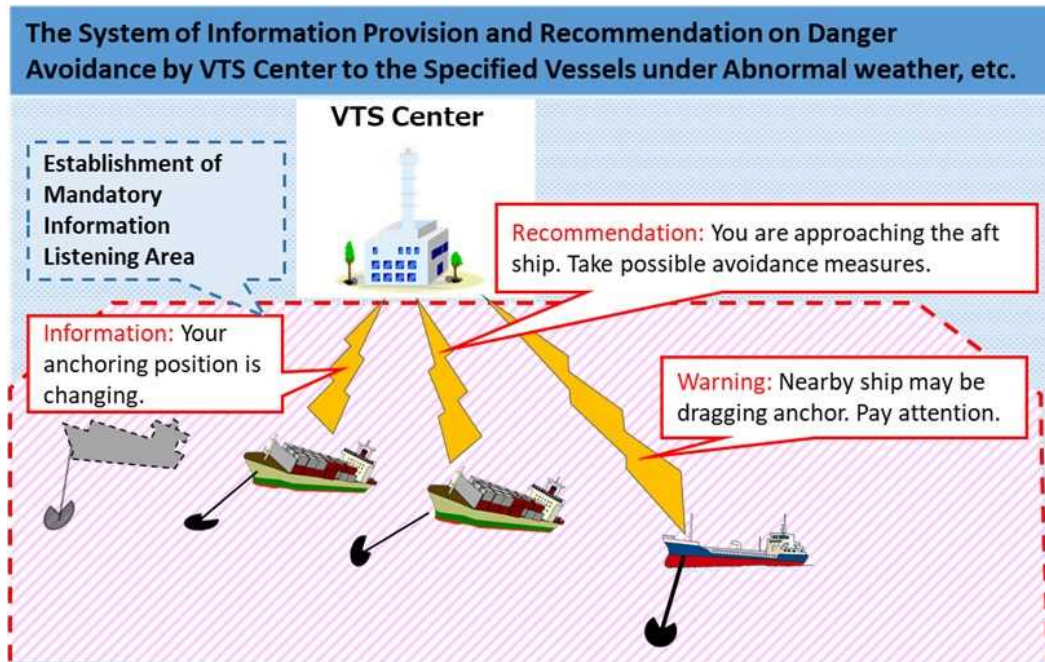 The System of Information Provision and Recommendation on Danger
Avoidance by VTS Center to the Specified Vessels under Abnormal weather, etc.
VTS Center
Establishment of
Mandatory
Information
Listening Area
Recommendation: You are approaching the aft
ship. Take possible avoidance measures.
Information: Your
anchoring position is
changing.
Warning: Nearby ship may be
dragging anchor. Pay attention.